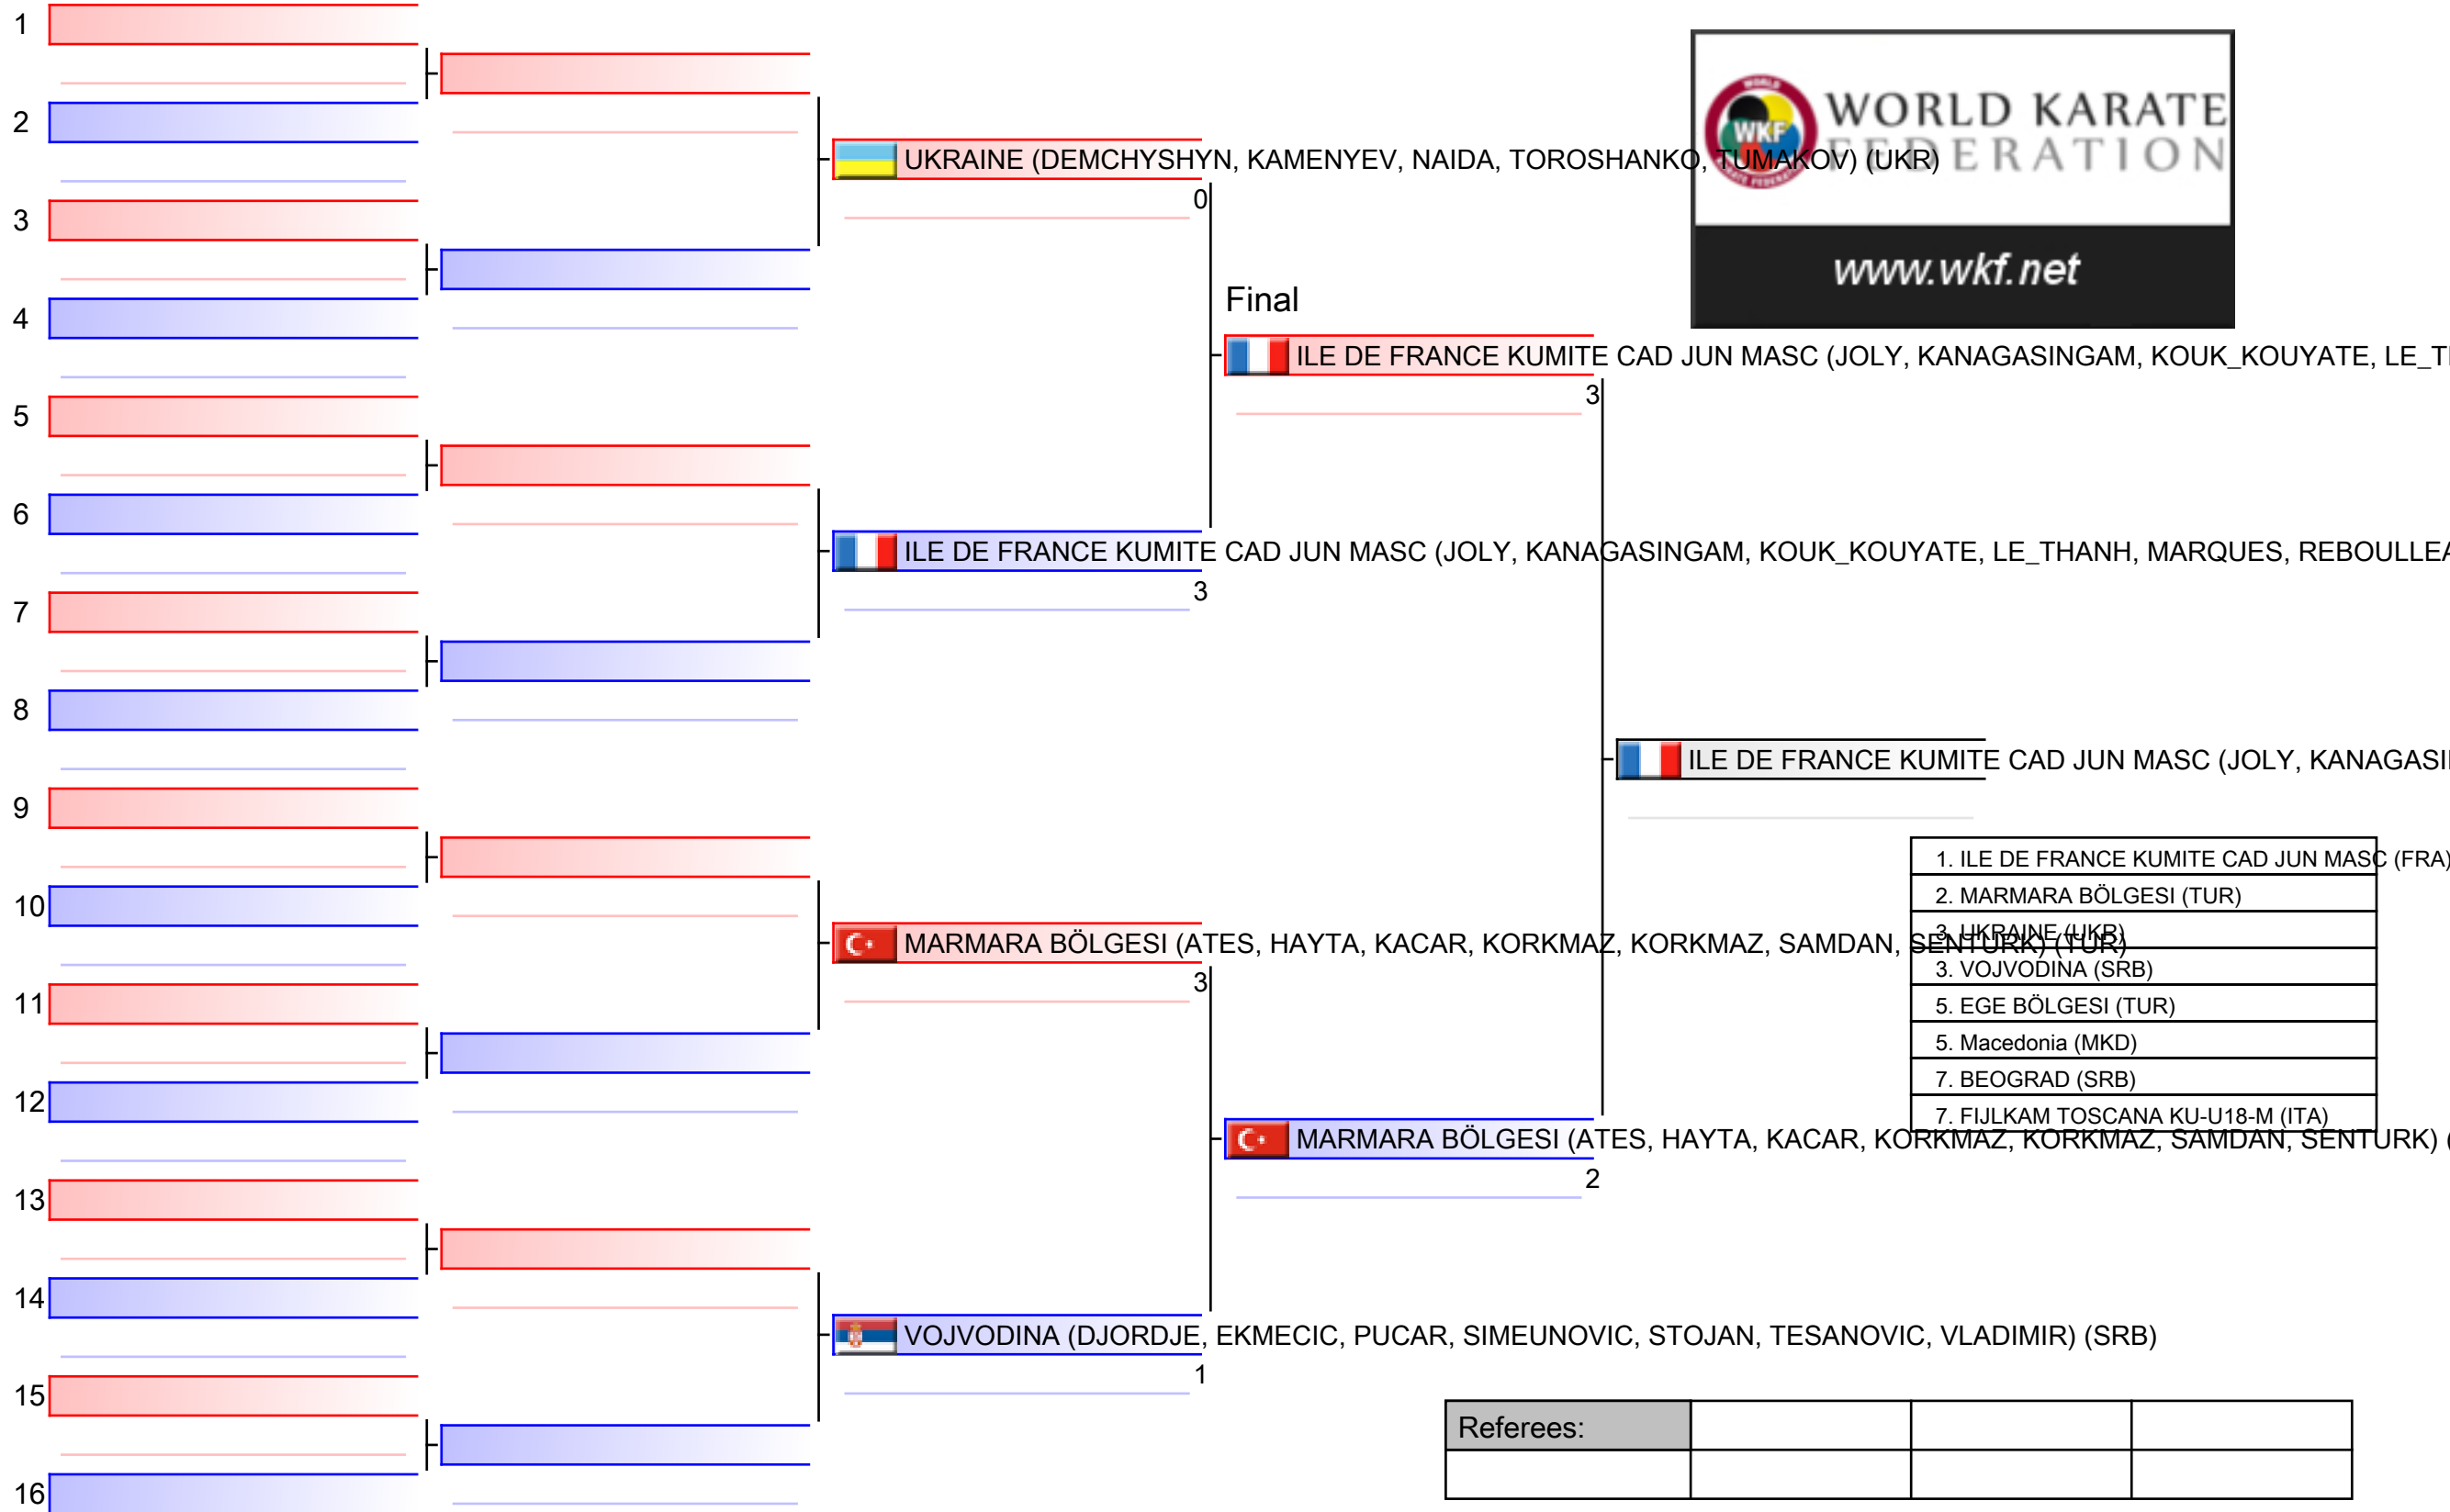 1
2
3
4
5
6
7
8
9
10
11
12
13
14
15
16
UKRAINE (DEMCHYSHYN, KAMENYEV, NAIDA, TOROSHANKO, TUMAKOV) (UKR)
0
ILE DE FRANCE KUMITE CAD JUN MASC (JOLY, KANAGASINGAM, KOUK_KOUYATE, LE_THANH, MARQUES, REBOULLEA
3
MARMARA BÖLGESI (ATES, HAYTA, KACAR, KORKMAZ, KORKMAZ, SAMDAN, SENTURK) (TUR)
3
VOJVODINA (DJORDJE, EKMECIC, PUCAR, SIMEUNOVIC, STOJAN, TESANOVIC, VLADIMIR) (SRB)
1
Final
ILE DE FRANCE KUMITE CAD JUN MASC (JOLY, KANAGASINGAM, KOUK_KOUYATE, LE_T
3
MARMARA BÖLGESI (ATES, HAYTA, KACAR, KORKMAZ, KORKMAZ, SAMDAN, SENTURK) (
2
ILE DE FRANCE KUMITE CAD JUN MASC (JOLY, KANAGASI
WORLD
WKF
KARATE FEDERATION
WORLD KARATE
FEDERATION
www.wkf.net
1. ILE DE FRANCE KUMITE CAD JUN MASC (FRA)
2. MARMARA BÖLGESI (TUR)
3. UKRAINE (UKR)
3. VOJVODINA (SRB)
5. EGE BÖLGESI (TUR)
5. Macedonia (MKD)
7. BEOGRAD (SRB)
7. FIJLKAM TOSCANA KU-U18-M (ITA)
Referees: